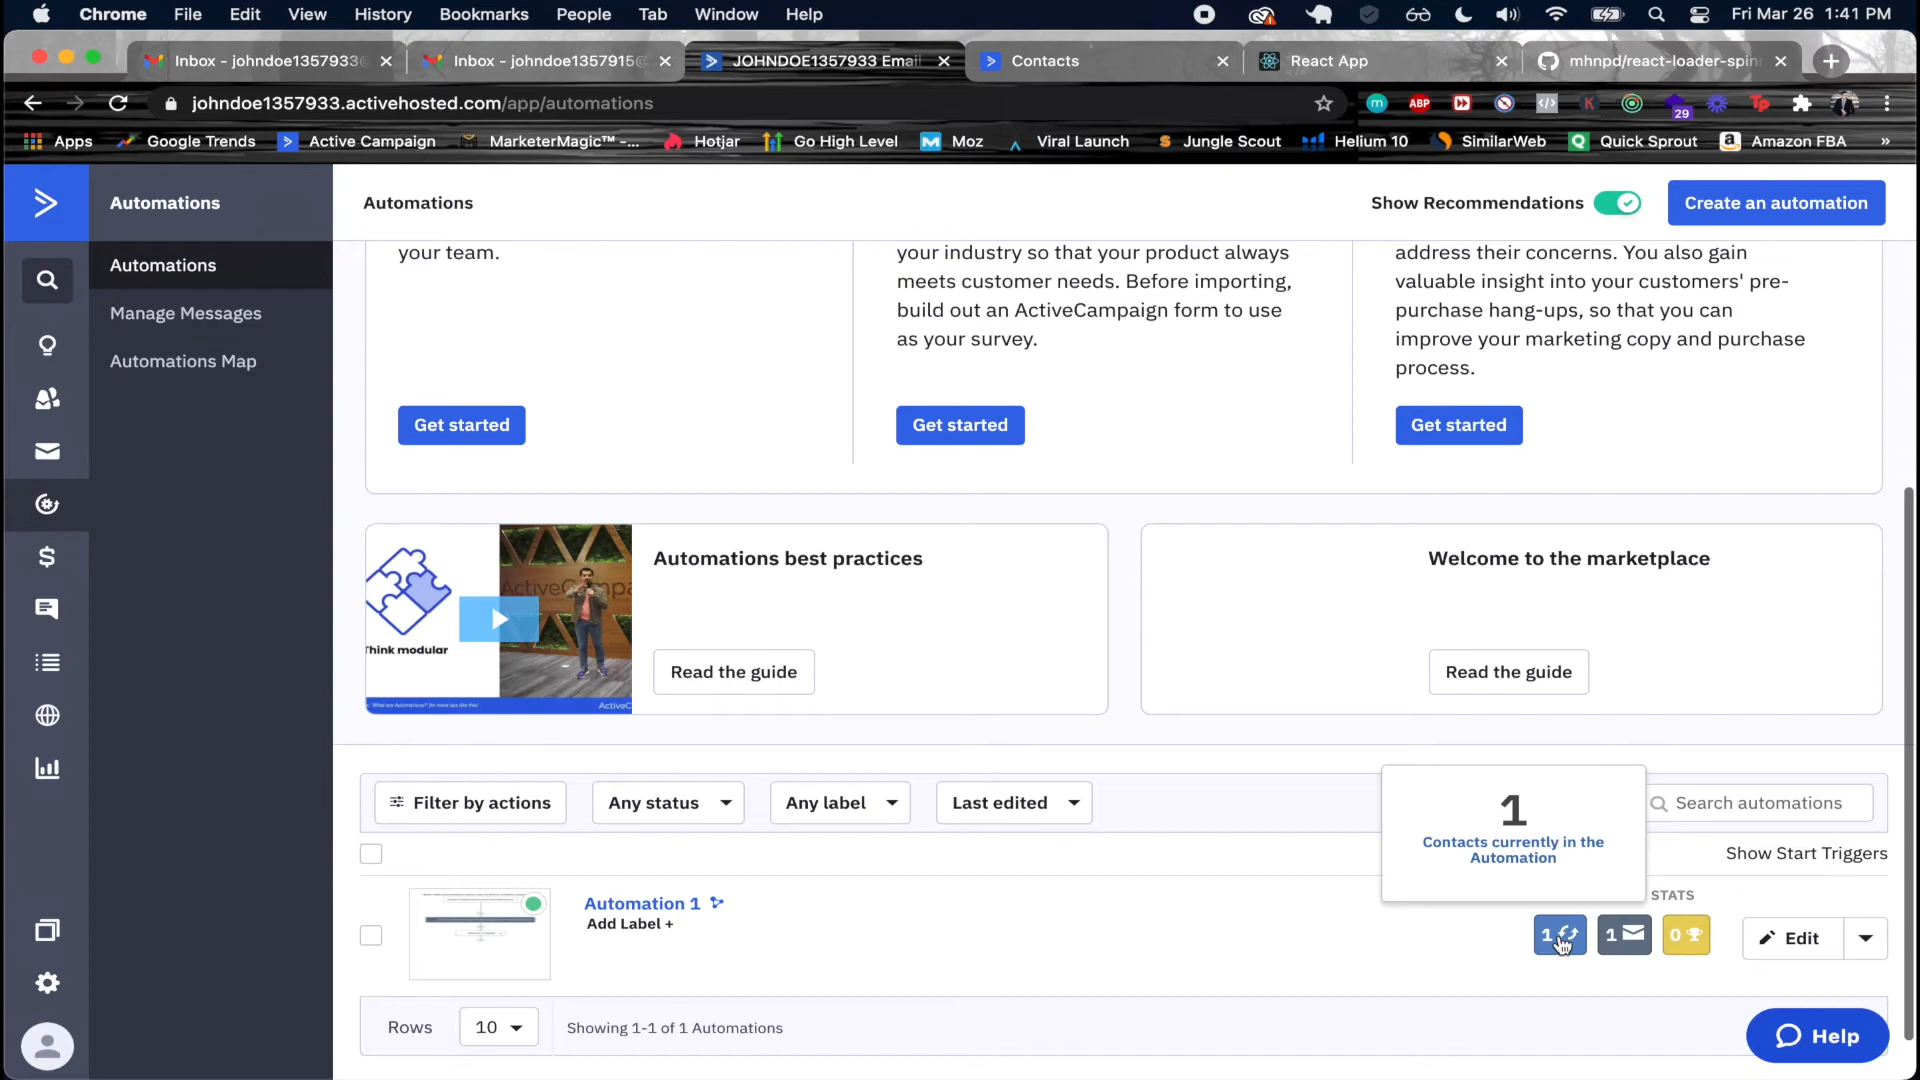 Chrome File Edit View History Bookmarks People Tab Window Help Fri Mar 26 1:41 PM
Inbox - johndoe1357933@ Inbox - johndoe1357915@ JOHNDOE1357933 Email Contacts React App mhnpd/react-loader-spinn
johndoe1357933.activehosted.com/app/automations ABP 29
Apps Google Trends Active Campaign MarketerMagic™ -... Hotjar Go High Level Moz Viral Launch Jungle Scout Helium 10 SimilarWeb Quick Sprout Amazon FBA »
Automations
Automations
Manage Messages
Automations Map
Automations Show Recommendations Create an automation
your team.
your industry so that your product always
meets customer needs. Before importing,
build out an ActiveCampaign form to use
as your survey.
address their concerns. You also gain
valuable insight into your customers' pre-
purchase hang-ups, so that you can
improve your marketing copy and purchase
process.
Get started Get started Get started
Think modular
ActiveC
Automations best practices
Read the guide
Welcome to the marketplace
Read the guide
Filter by actions Any status Any label Last edited Search automations
1
Contacts currently in the
Automation
Show Start Triggers
STATS
Automation 1
Add Label +
1 1 0 Edit
Rows 10 Showing 1-1 of 1 Automations
Help